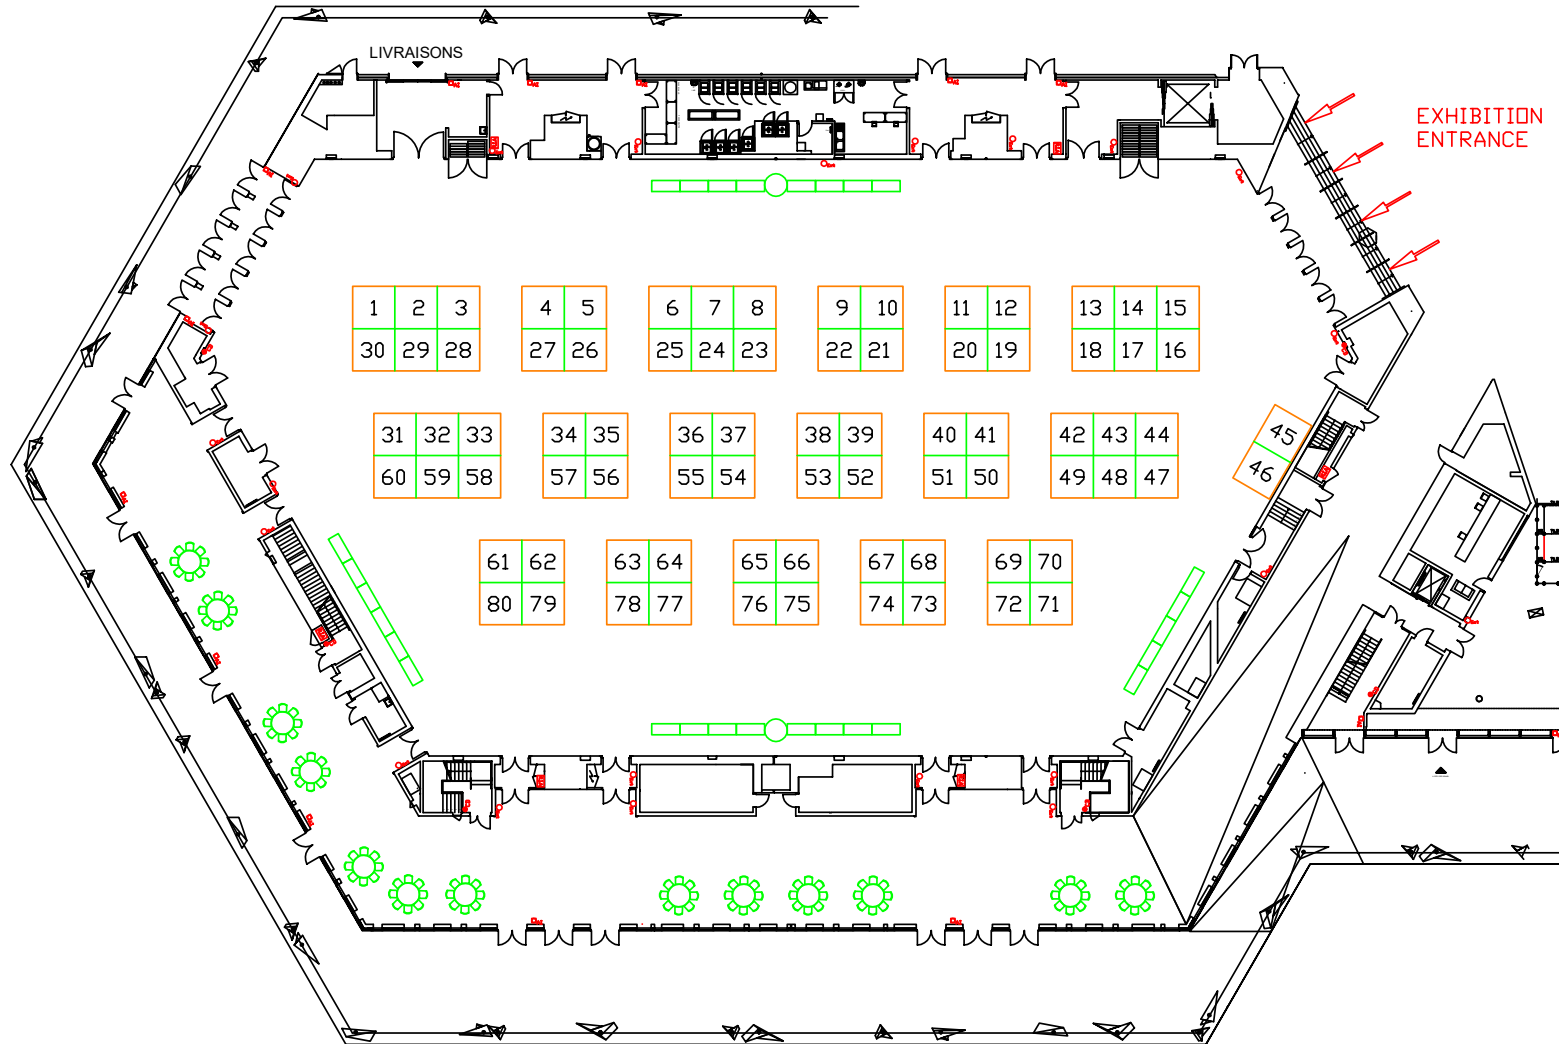 LIVRAISONS
EXHIBITION
ENTRANCE
1 2 3 4 5 6 7 8 9 10 11 12 13 14 15
30 29 28 27 26 25 24 23 22 21 20 19 18 17 16
31 32 33 34 35 36 37 38 39 40 41 42 43 44 45
60 59 58 57 56 55 54 53 52 51 50 49 48 47 46
61 62 63 64 65 66 67 68 69 70
80 79 78 77 76 75 74 73 72 71